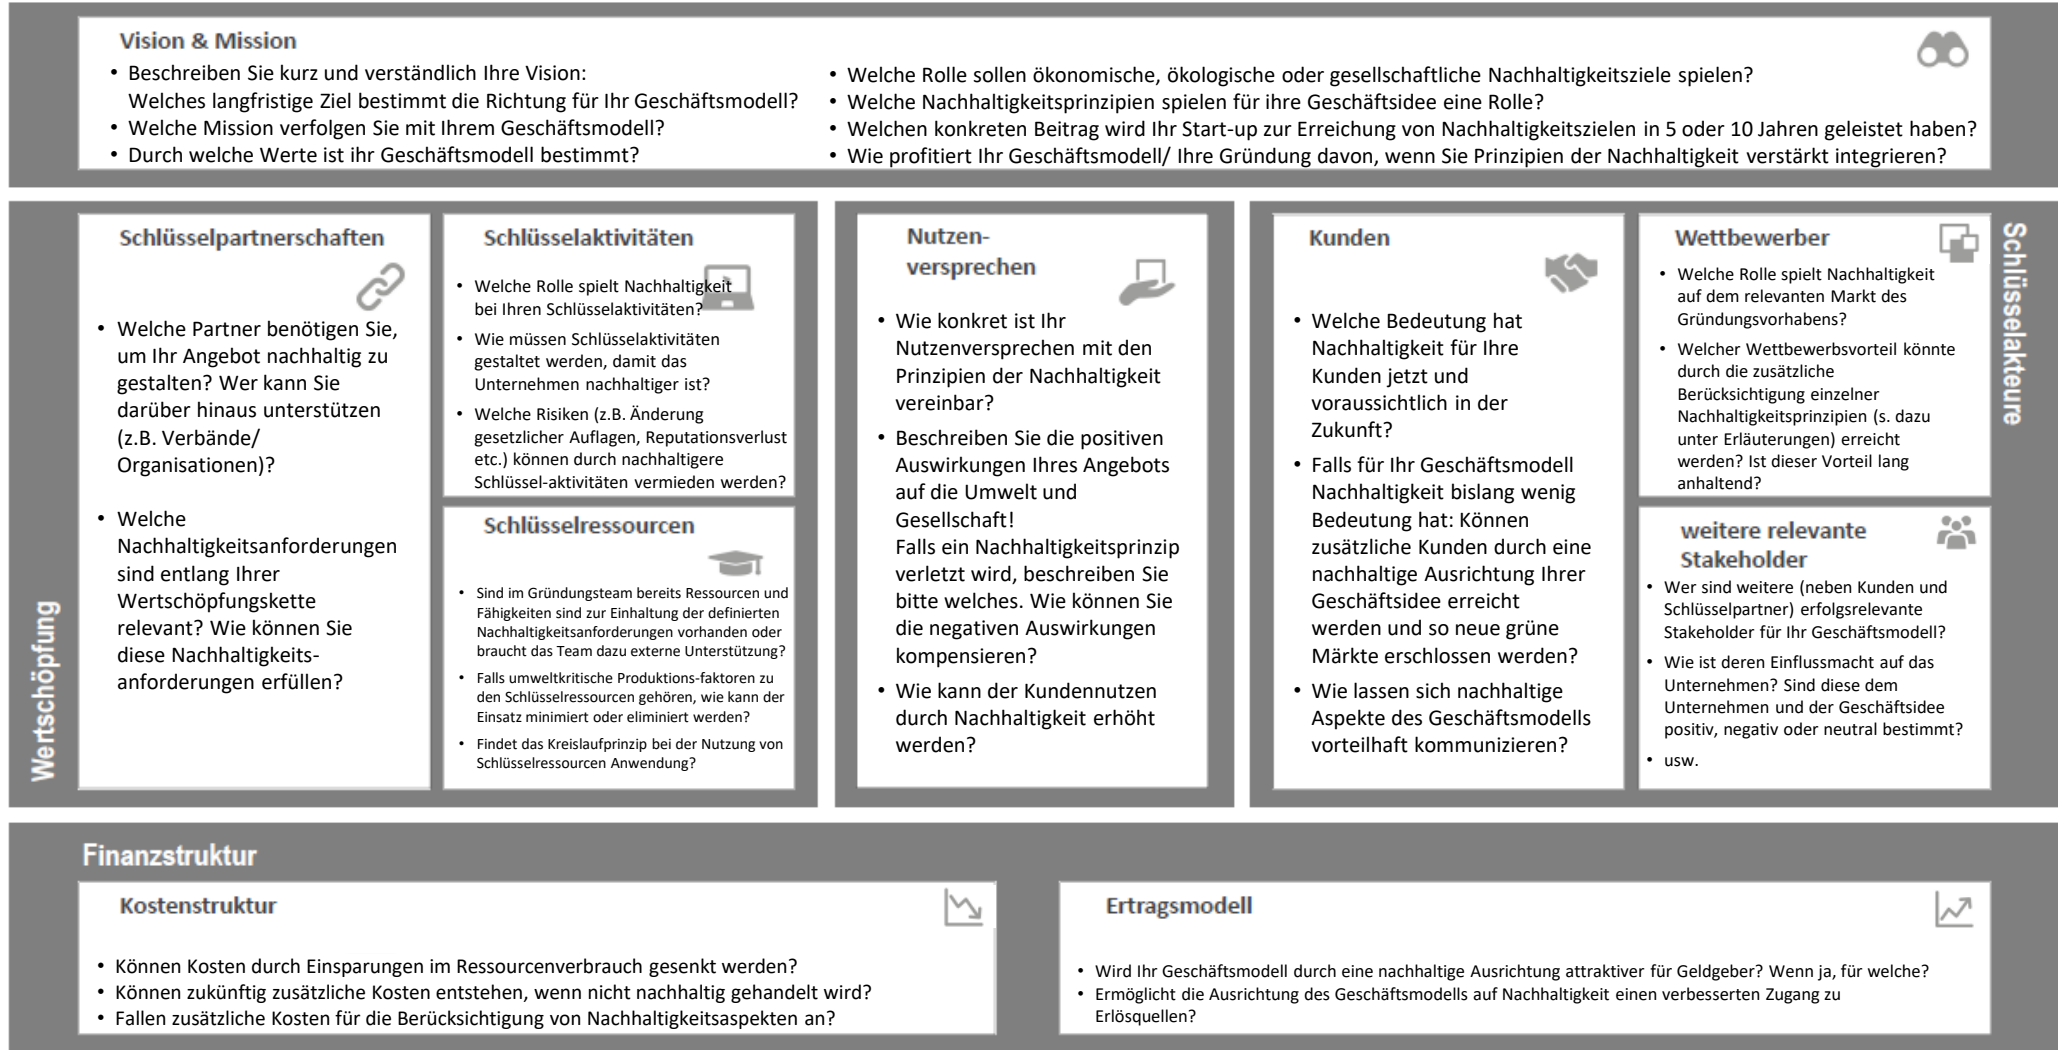 Vision & Mission
• Beschreiben Sie kurz und verständlich Ihre Vision:
Welches langfristige Ziel bestimmt die Richtung für Ihr Geschäftsmodell?
• Welche Mission verfolgen Sie mit Ihrem Geschäftsmodell?
• Durch welche Werte ist ihr Geschäftsmodell bestimmt?
• Welche Rolle sollen ökonomische, ökologische oder gesellschaftliche Nachhaltigkeitsziele spielen?
• Welche Nachhaltigkeitsprinzipien spielen für ihre Geschäftsidee eine Rolle?
• Welchen konkreten Beitrag wird Ihr Start-up zur Erreichung von Nachhaltigkeitszielen in 5 oder 10 Jahren geleistet haben?
• Wie profitiert Ihr Geschäftsmodell/ Ihre Gründung davon, wenn Sie Prinzipien der Nachhaltigkeit verstärkt integrieren?
Wertschöpfung
Schlüsselpartnerschaften
• Welche Partner benötigen Sie,
um Ihr Angebot nachhaltig zu
gestalten? Wer kann Sie
darüber hinaus unterstützen
(z.B. Verbände/
Organisationen)?
• Welche
Nachhaltigkeitsanforderungen
sind entlang Ihrer
Wertschöpfungskette
relevant? Wie können Sie
diese Nachhaltigkeits-
anforderungen erfüllen?
Schlüsselaktivitäten
• Welche Rolle spielt Nachhaltigkeit
bei Ihren Schlüsselaktivitäten?
• Wie müssen Schlüsselaktivitäten
gestaltet werden, damit das
Unternehmen nachhaltiger ist?
• Welche Risiken (z.B. Änderung
gesetzlicher Auflagen, Reputationsverlust
etc.) können durch nachhaltigere
Schlüssel-aktivitäten vermieden werden?
Schlüsselressourcen
• Sind im Gründungsteam bereits Ressourcen und
Fähigkeiten sind zur Einhaltung der definierten
Nachhaltigkeitsanforderungen vorhanden oder
braucht das Team dazu externe Unterstützung?
• Falls umweltkritische Produktions-faktoren zu
den Schlüsselressourcen gehören, wie kann der
Einsatz minimiert oder eliminiert werden?
• Findet das Kreislaufprinzip bei der Nutzung von
Schlüsselressourcen Anwendung?
Nutzen-
versprechen
• Wie konkret ist Ihr
Nutzenversprechen mit den
Prinzipien der Nachhaltigkeit
vereinbar?
• Beschreiben Sie die positiven
Auswirkungen Ihres Angebots
auf die Umwelt und
Gesellschaft!
Falls ein Nachhaltigkeitsprinzip
verletzt wird, beschreiben Sie
bitte welches. Wie können Sie
die negativen Auswirkungen
kompensieren?
• Wie kann der Kundennutzen
durch Nachhaltigkeit erhöht
werden?
Schlüsselakteure
Kunden
• Welche Bedeutung hat
Nachhaltigkeit für Ihre
Kunden jetzt und
voraussichtlich in der
Zukunft?
• Falls für Ihr Geschäftsmodell
Nachhaltigkeit bislang wenig
Bedeutung hat: Können
zusätzliche Kunden durch eine
nachhaltige Ausrichtung Ihrer
Geschäftsidee erreicht
werden und so neue grüne
Märkte erschlossen werden?
• Wie lassen sich nachhaltige
Aspekte des Geschäftsmodells
vorteilhaft kommunizieren?
Wettbewerber
• Welche Rolle spielt Nachhaltigkeit
auf dem relevanten Markt des
Gründungsvorhabens?
• Welcher Wettbewerbsvorteil könnte
durch die zusätzliche
Berücksichtigung einzelner
Nachhaltigkeitsprinzipien (s. dazu
unter Erläuterungen) erreicht
werden? Ist dieser Vorteil lang
anhaltend?
weitere relevante
Stakeholder
• Wer sind weitere (neben Kunden und
Schlüsselpartner) erfolgsrelevante
Stakeholder für Ihr Geschäftsmodell?
• Wie ist deren Einflussmacht auf das
Unternehmen? Sind diese dem
Unternehmen und der Geschäftsidee
positiv, negativ oder neutral bestimmt?
• usw.
Finanzstruktur
Kostenstruktur
• Können Kosten durch Einsparungen im Ressourcenverbrauch gesenkt werden?
• Können zukünftig zusätzliche Kosten entstehen, wenn nicht nachhaltig gehandelt wird?
• Fallen zusätzliche Kosten für die Berücksichtigung von Nachhaltigkeitsaspekten an?
Ertragsmodell
• Wird Ihr Geschäftsmodell durch eine nachhaltige Ausrichtung attraktiver für Geldgeber? Wenn ja, für welche?
• Ermöglicht die Ausrichtung des Geschäftsmodells auf Nachhaltigkeit einen verbesserten Zugang zu
Erlösquellen?